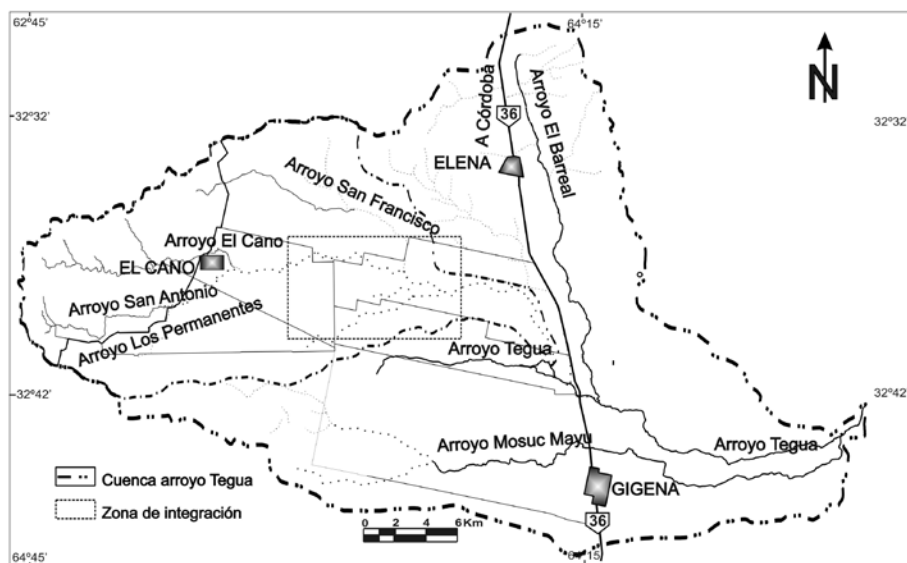 62º45'
64º15'
A Córdoba
N
32º32'
32º32'
36
Arroyo El Barreal
ELENA
Arroyo San Francisco
Arroyo El Cano
EL CANO
Arroyo San Antonio
Arroyo Los Permanentes
Arroyo Tegua
32º42'
32º42'
Arroyo Mosuc Mayu
Arroyo Tegua
Cuenca arroyo Tegua
GIGENA
Zona de integración
0 2 4 6 Km
36
64º45'
64º15'